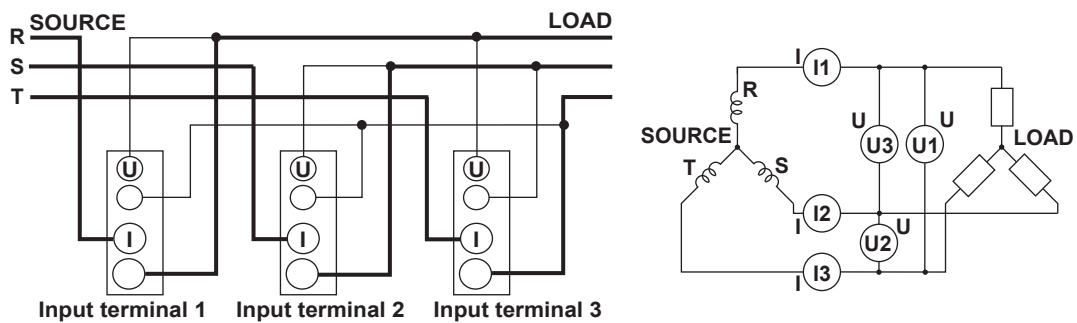 SOURCE
LOAD
R
S
T
U
U
U
I
I
I
Input terminal 1
Input terminal 2
Input terminal 3
I
I1
R
U
U
U3
U1
SOURCE
LOAD
T
S
I
I2
U
U2
I
I3